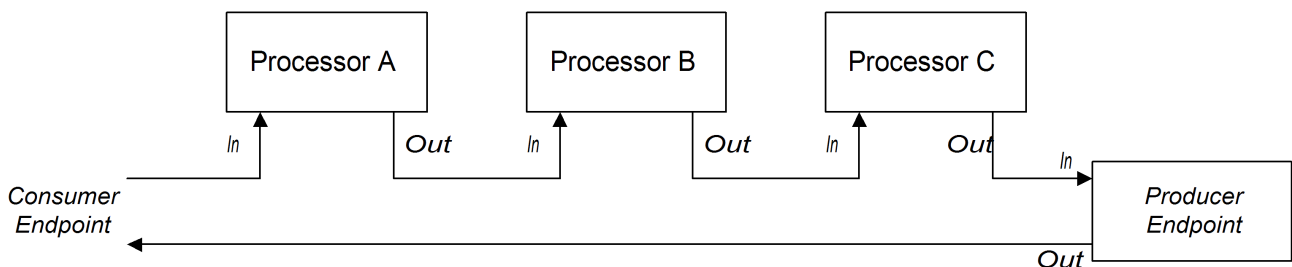 Processor A
Processor B
Processor C
In
Out
In
Out
In
Out
In
Consumer
Endpoint
Producer
Endpoint
Out